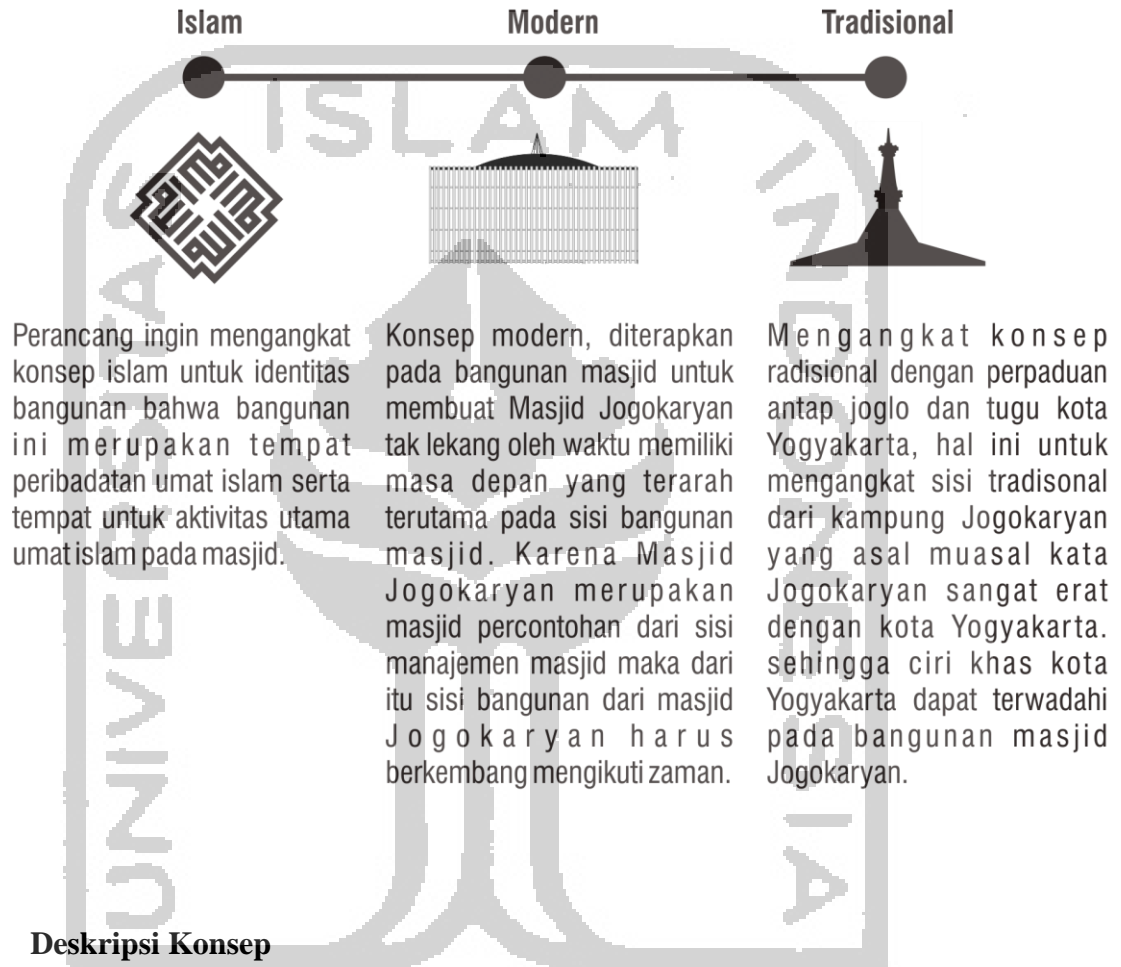 Islam
Modern
Tradisional
Perancang ingin mengangkat
konsep islam untuk identitas
bangunan bahwa bangunan
ini merupakan tempat
peribadatan umat islam serta
tempat untuk aktivitas utama
umat islam pada masjid.
Konsep modern, diterapkan
pada bangunan masjid untuk
membuat Masjid Jogokaryan
tak lekang oleh waktu memiliki
masa depan yang terarah
terutama pada sisi bangunan
masjid. Karena Masjid
Jogokaryan merupakan
masjid percontohan dari sisi
manajemen masjid maka dari
itu sisi bangunan dari masjid
Jogokaryan harus
berkembang mengikuti zaman.
Mengangkat konsep
radisional dengan perpaduan
antap joglo dan tugu kota
Yogyakarta, hal ini untuk
mengangkat sisi tradisonal
dari kampung Jogokaryan
yang asal muasal kata
Jogokaryan sangat erat
dengan kota Yogyakarta.
sehingga ciri khas kota
Yogyakarta dapat terwadahi
pada bangunan masjid
Jogokaryan.
Deskripsi Konsep
UNIVERSITAS
ISLAM
INDONESIA